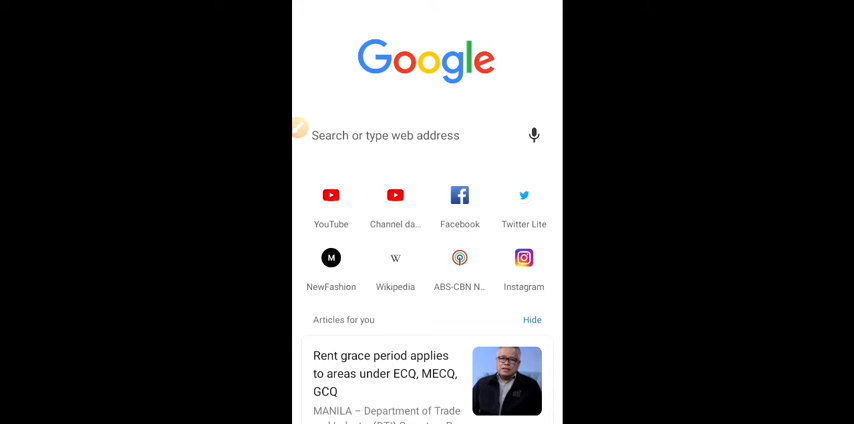 Google
Search or type web address
YouTube
Channel da...
Facebook
Twitter Lite
M
W
NewFashion
Wikipedia
ABS-CBN N...
Instagram
Articles for you
Hide
Rent grace period applies
to areas under ECQ, MECQ,
GCQ
MANILA – Department of Trade